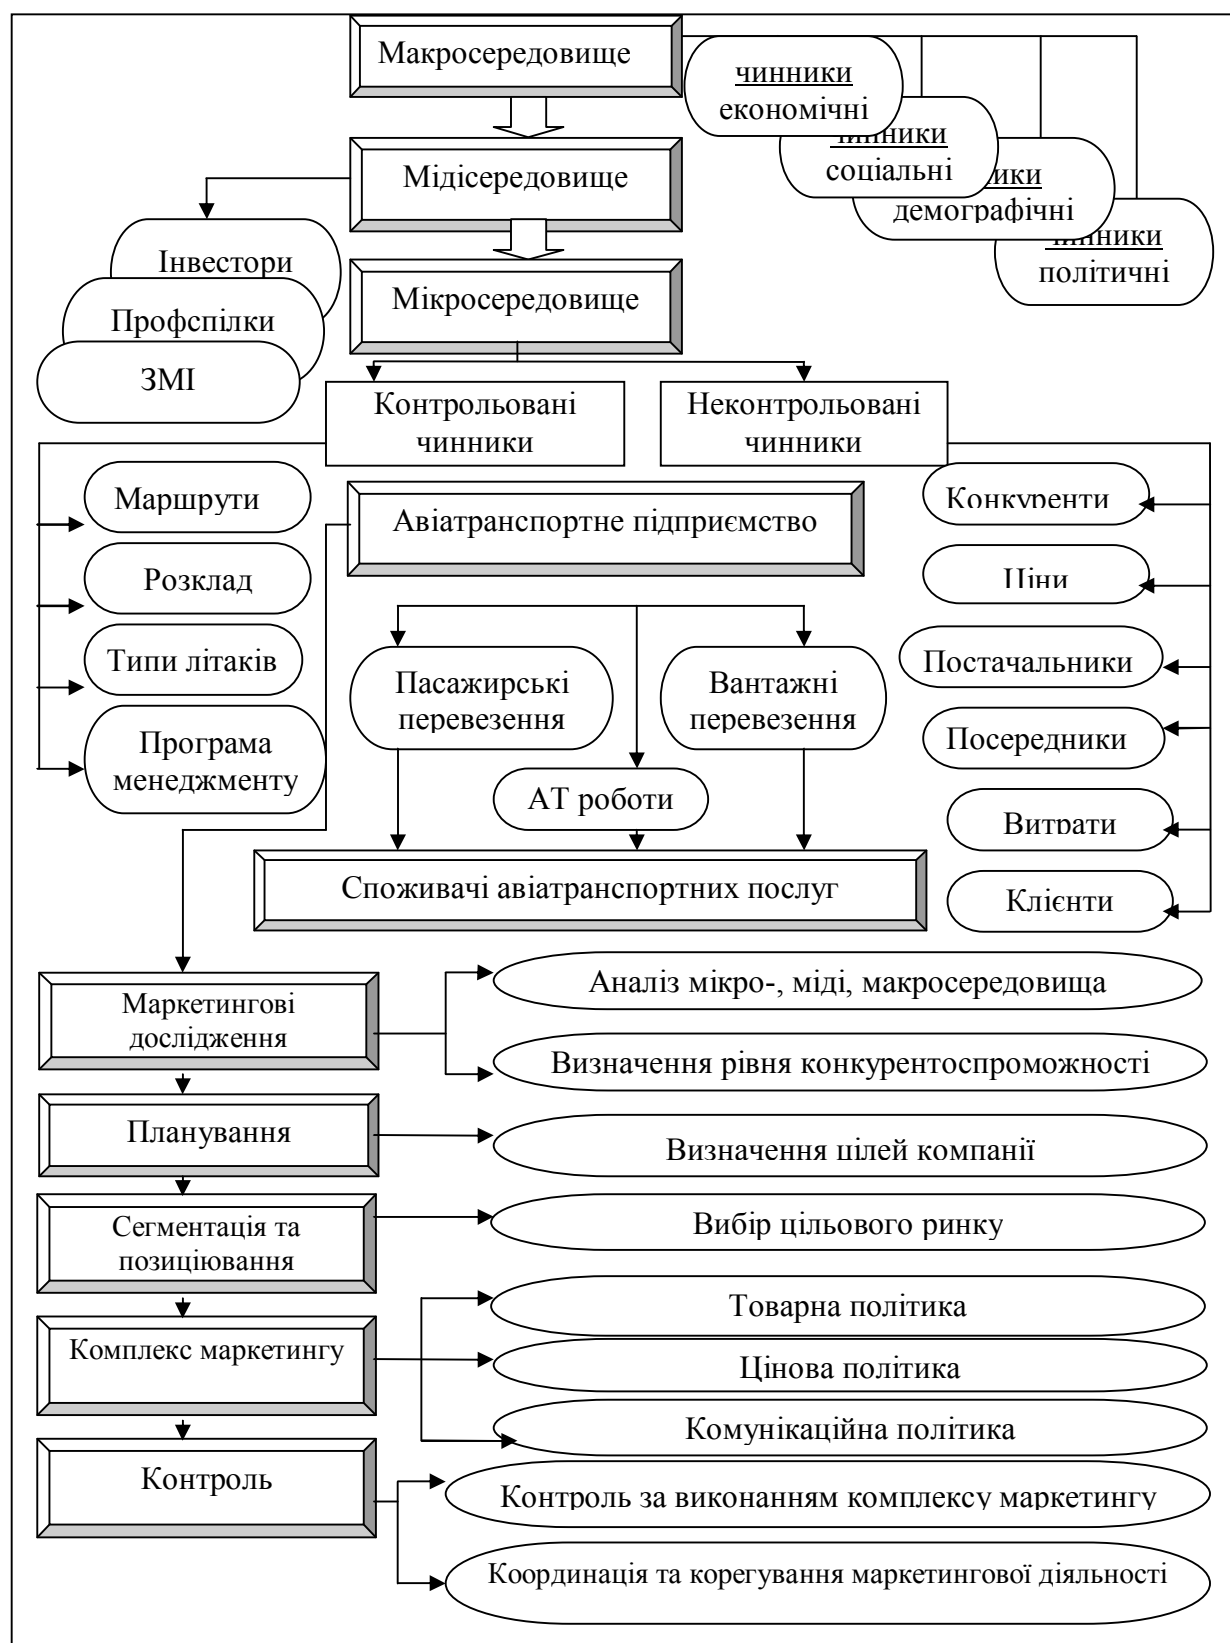 Макросередовище
чинники
економічні
чинники
соціальні
чинники
демографічні
чинники
політичні
Мідісередовище
Інвестори
Профспілки
ЗМІ
Мікросередовище
Контрольовані
чинники
Неконтрольовані
чинники
Маршрути
Розклад
Типи літаків
Програма
менеджменту
Авіатранспортне підприємство
Конкуренти
Ціни
Постачальники
Посередники
Витрати
Клієнти
Пасажирські
перевезення
Вантажні
перевезення
АТ роботи
Споживачі авіатранспортних послуг
Маркетингові
дослідження
Аналіз мікро-, міді, макросередовища
Визначення рівня конкурентоспроможності
Планування
Визначення цілей компанії
Сегментація та
позиціювання
Вибір цільового ринку
Комплекс маркетингу
Товарна політика
Цінова політика
Комунікаційна політика
Контроль
Контроль за виконанням комплексу маркетингу
Координація та корегування маркетингової діяльності